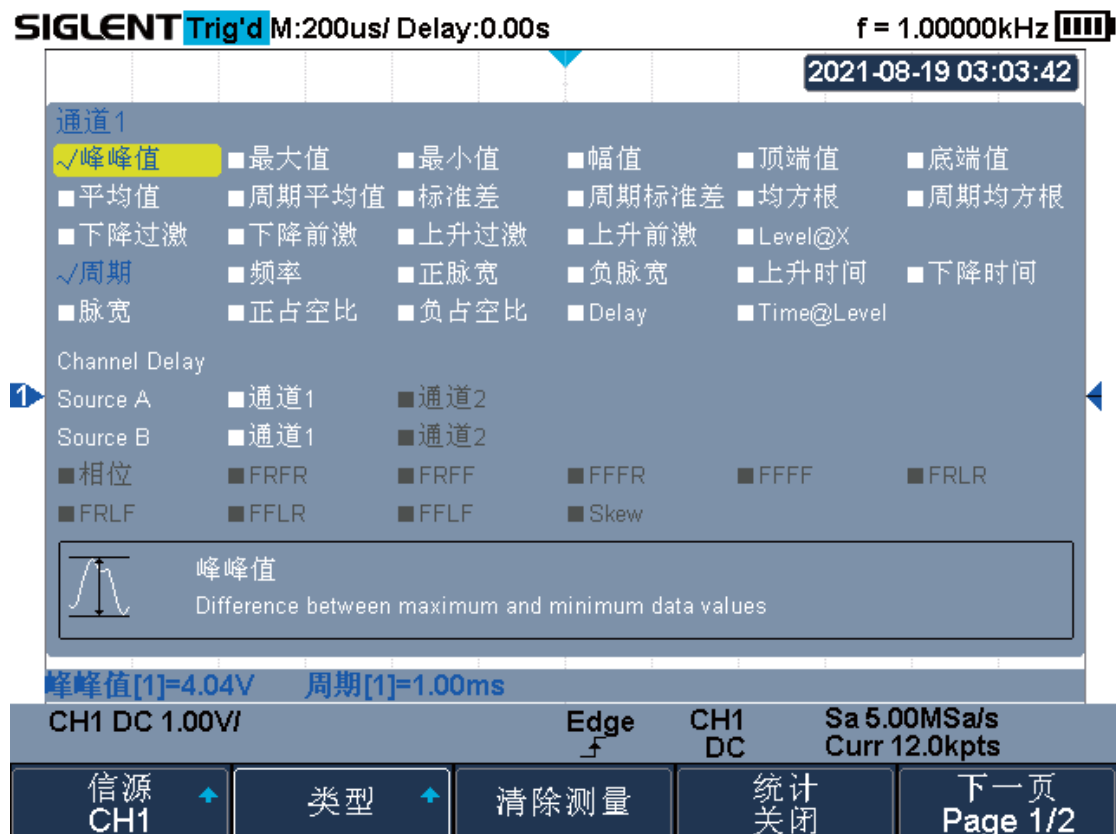 SIGLENT Trig'd M:200us/ Delay:0.00s f = 1.00000kHz
2021-08-19 03:03:42
通道1
峰峰值 最大值 最小值 幅值 顶端值 底端值
平均值 周期平均值 标准差 周期标准差 均方根 周期均方根
下降过激 下降前激 上升过激 上升前激 Level@X
周期 频率 正脉宽 负脉宽 上升时间 下降时间
脉宽 正占空比 负占空比 Delay Time@Level
Channel Delay
1 Source A 通道1 通道2
Source B 通道1 通道2
相位 FRFR FRFF FFFR FFFF FRLR
FRLF FFLR FFLF Skew
峰峰值
Difference between maximum and minimum data values
峰峰值[1]=4.04V 周期[1]=1.00ms
CH1 DC 1.00V/ Edge CH1 Sa 5.00MSa/s
DC Curr 12.0kpts
信源 类型 清除测量 统计 下一页
CH1 关闭 Page 1/2